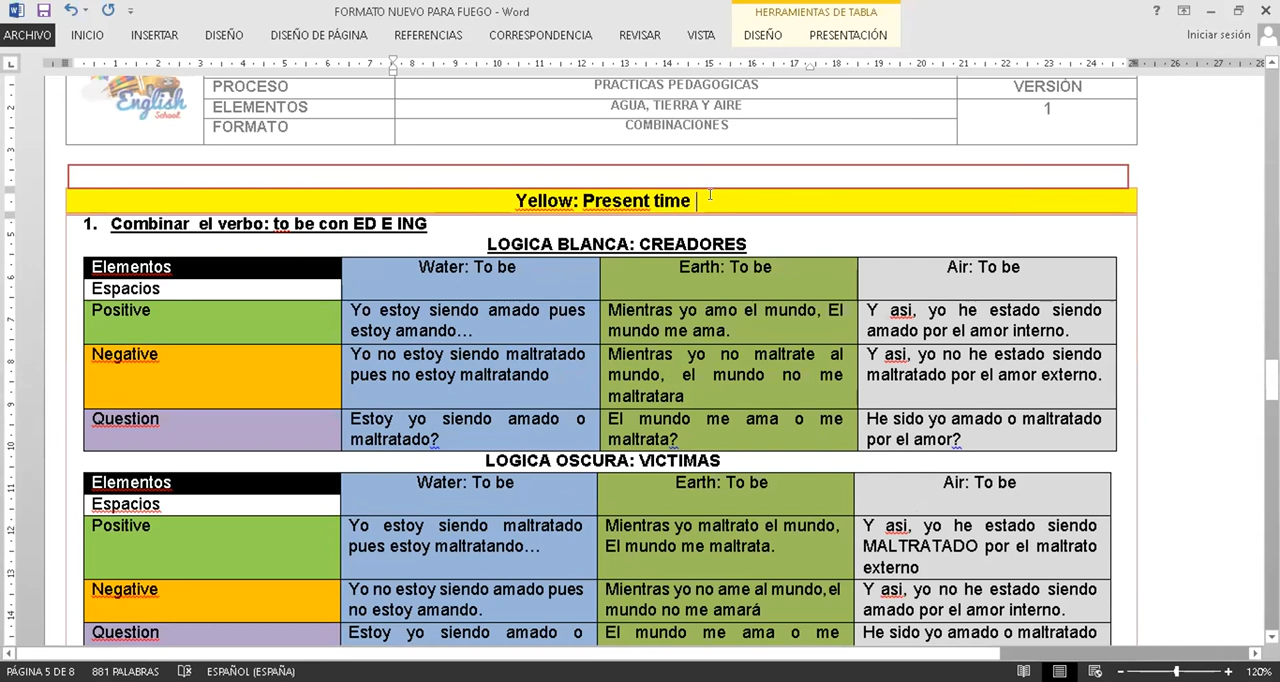 FORMATO NUEVO PARA FUEGO - Word
HERRAMIENTAS DE TABLA
ARCHIVO INICIO INSERTAR DISEÑO DISEÑO DE PÁGINA REFERENCIAS CORRESPONDENCIA REVISAR VISTA DISEÑO PRESENTACIÓN Iniciar sesión
English
School
PROCESO PRACTICAS PEDAGOGICAS VERSIÓN
ELEMENTOS AGUA, TIERRA Y AIRE 1
FORMATO COMBINACIONES
Yellow: Present time
1. Combinar el verbo: to be con ED E ING
LOGICA BLANCA: CREADORES
Elementos Water: To be Earth: To be Air: To be
Espacios
Positive Yo estoy siendo amado pues Mientras yo amo el mundo, El Y asi, yo he estado siendo
estoy amando… mundo me ama. amado por el amor interno.
Negative Yo no estoy siendo maltratado Mientras yo no maltrate al Y asi, yo no he estado siendo
pues no estoy maltratando mundo, el mundo no me maltratado por el amor externo.
maltratara
Question Estoy yo siendo amado o El mundo me ama o me He sido yo amado o maltratado
maltratado? maltrata? por el amor?
LOGICA OSCURA: VICTIMAS
Elementos Water: To be Earth: To be Air: To be
Espacios
Positive Yo estoy siendo maltratado Mientras yo maltrato el mundo, Y asi, yo he estado siendo
pues estoy maltratando… El mundo me maltrata. MALTRATADO por el maltrato
externo
Negative Yo no estoy siendo amado pues Mientras yo no ame al mundo, el Y asi, yo no he estado siendo
no estoy amando. mundo no me amará amado por el amor interno.
Question Estoy yo siendo amado o El mundo me ama o me He sido yo amado o maltratado
PÁGINA 5 DE 8 881 PALABRAS ESPAÑOL (ESPAÑA) 120%